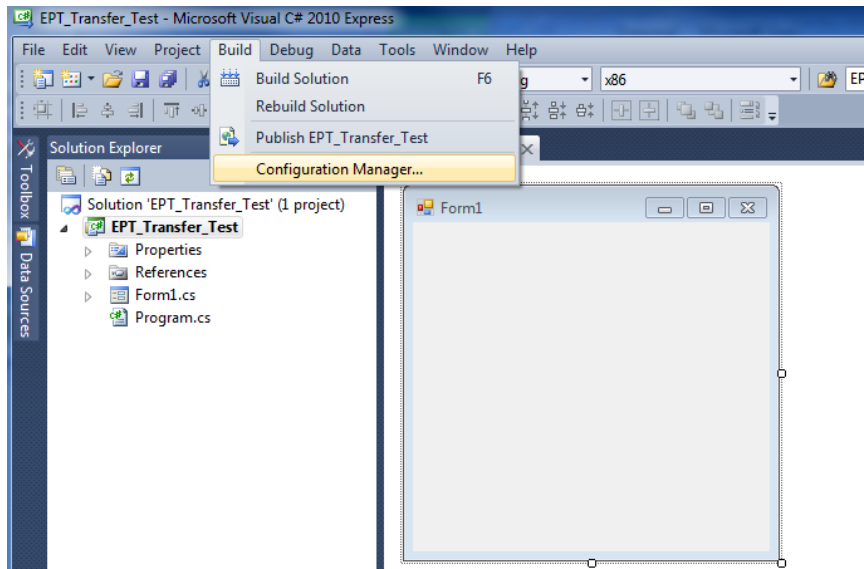 EPT_Transfer_Test - Microsoft Visual C# 2010 Express
File Edit View Project Build Debug Data Tools Window Help
Build Solution F6
g x86 EP
Rebuild Solution
Publish EPT_Transfer_Test
Configuration Manager...
Solution Explorer
Toolbox
Data Sources
Solution 'EPT_Transfer_Test' (1 project)
EPT_Transfer_Test
Properties
References
Form1.cs
Program.cs
Form1